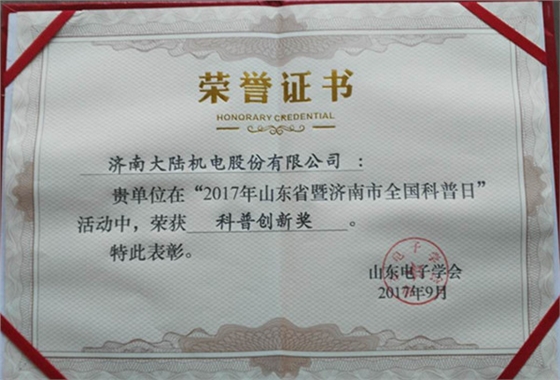 荣誉证书
HONORARY CREDENTIAL
济南大陆机电股份有限公司：
贵单位在“2017年山东省暨济南市全国科普日”
活动中，荣获 科普创新奖 。
特此表彰。
山东电子学会
2017年9月